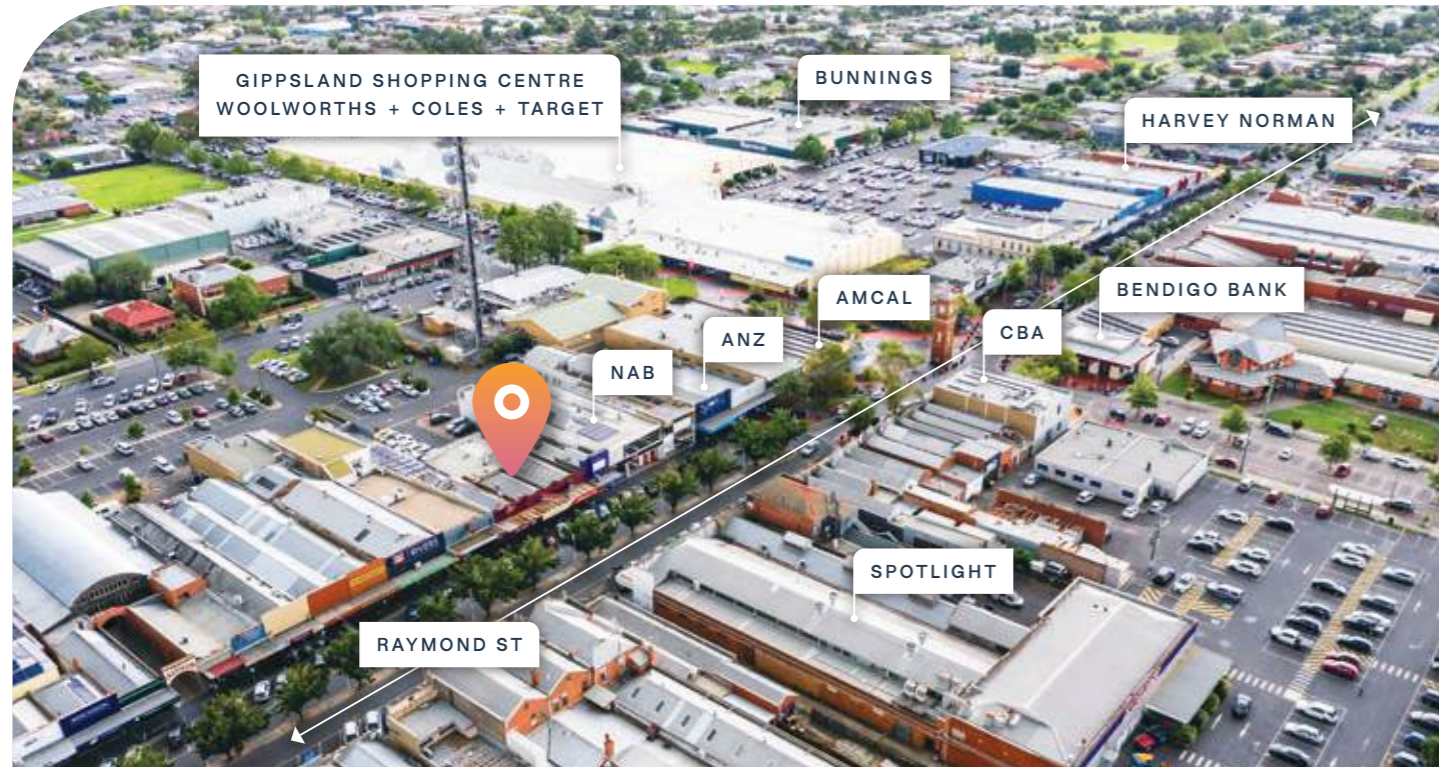 GIPPSLAND SHOPPING CENTRE
WOOLWORTHS + COLES + TARGET
BUNNINGS
HARVEY NORMAN
BENDIGO BANK
AMCAL
CBA
ANZ
NAB
SPOTLIGHT
RAYMOND ST